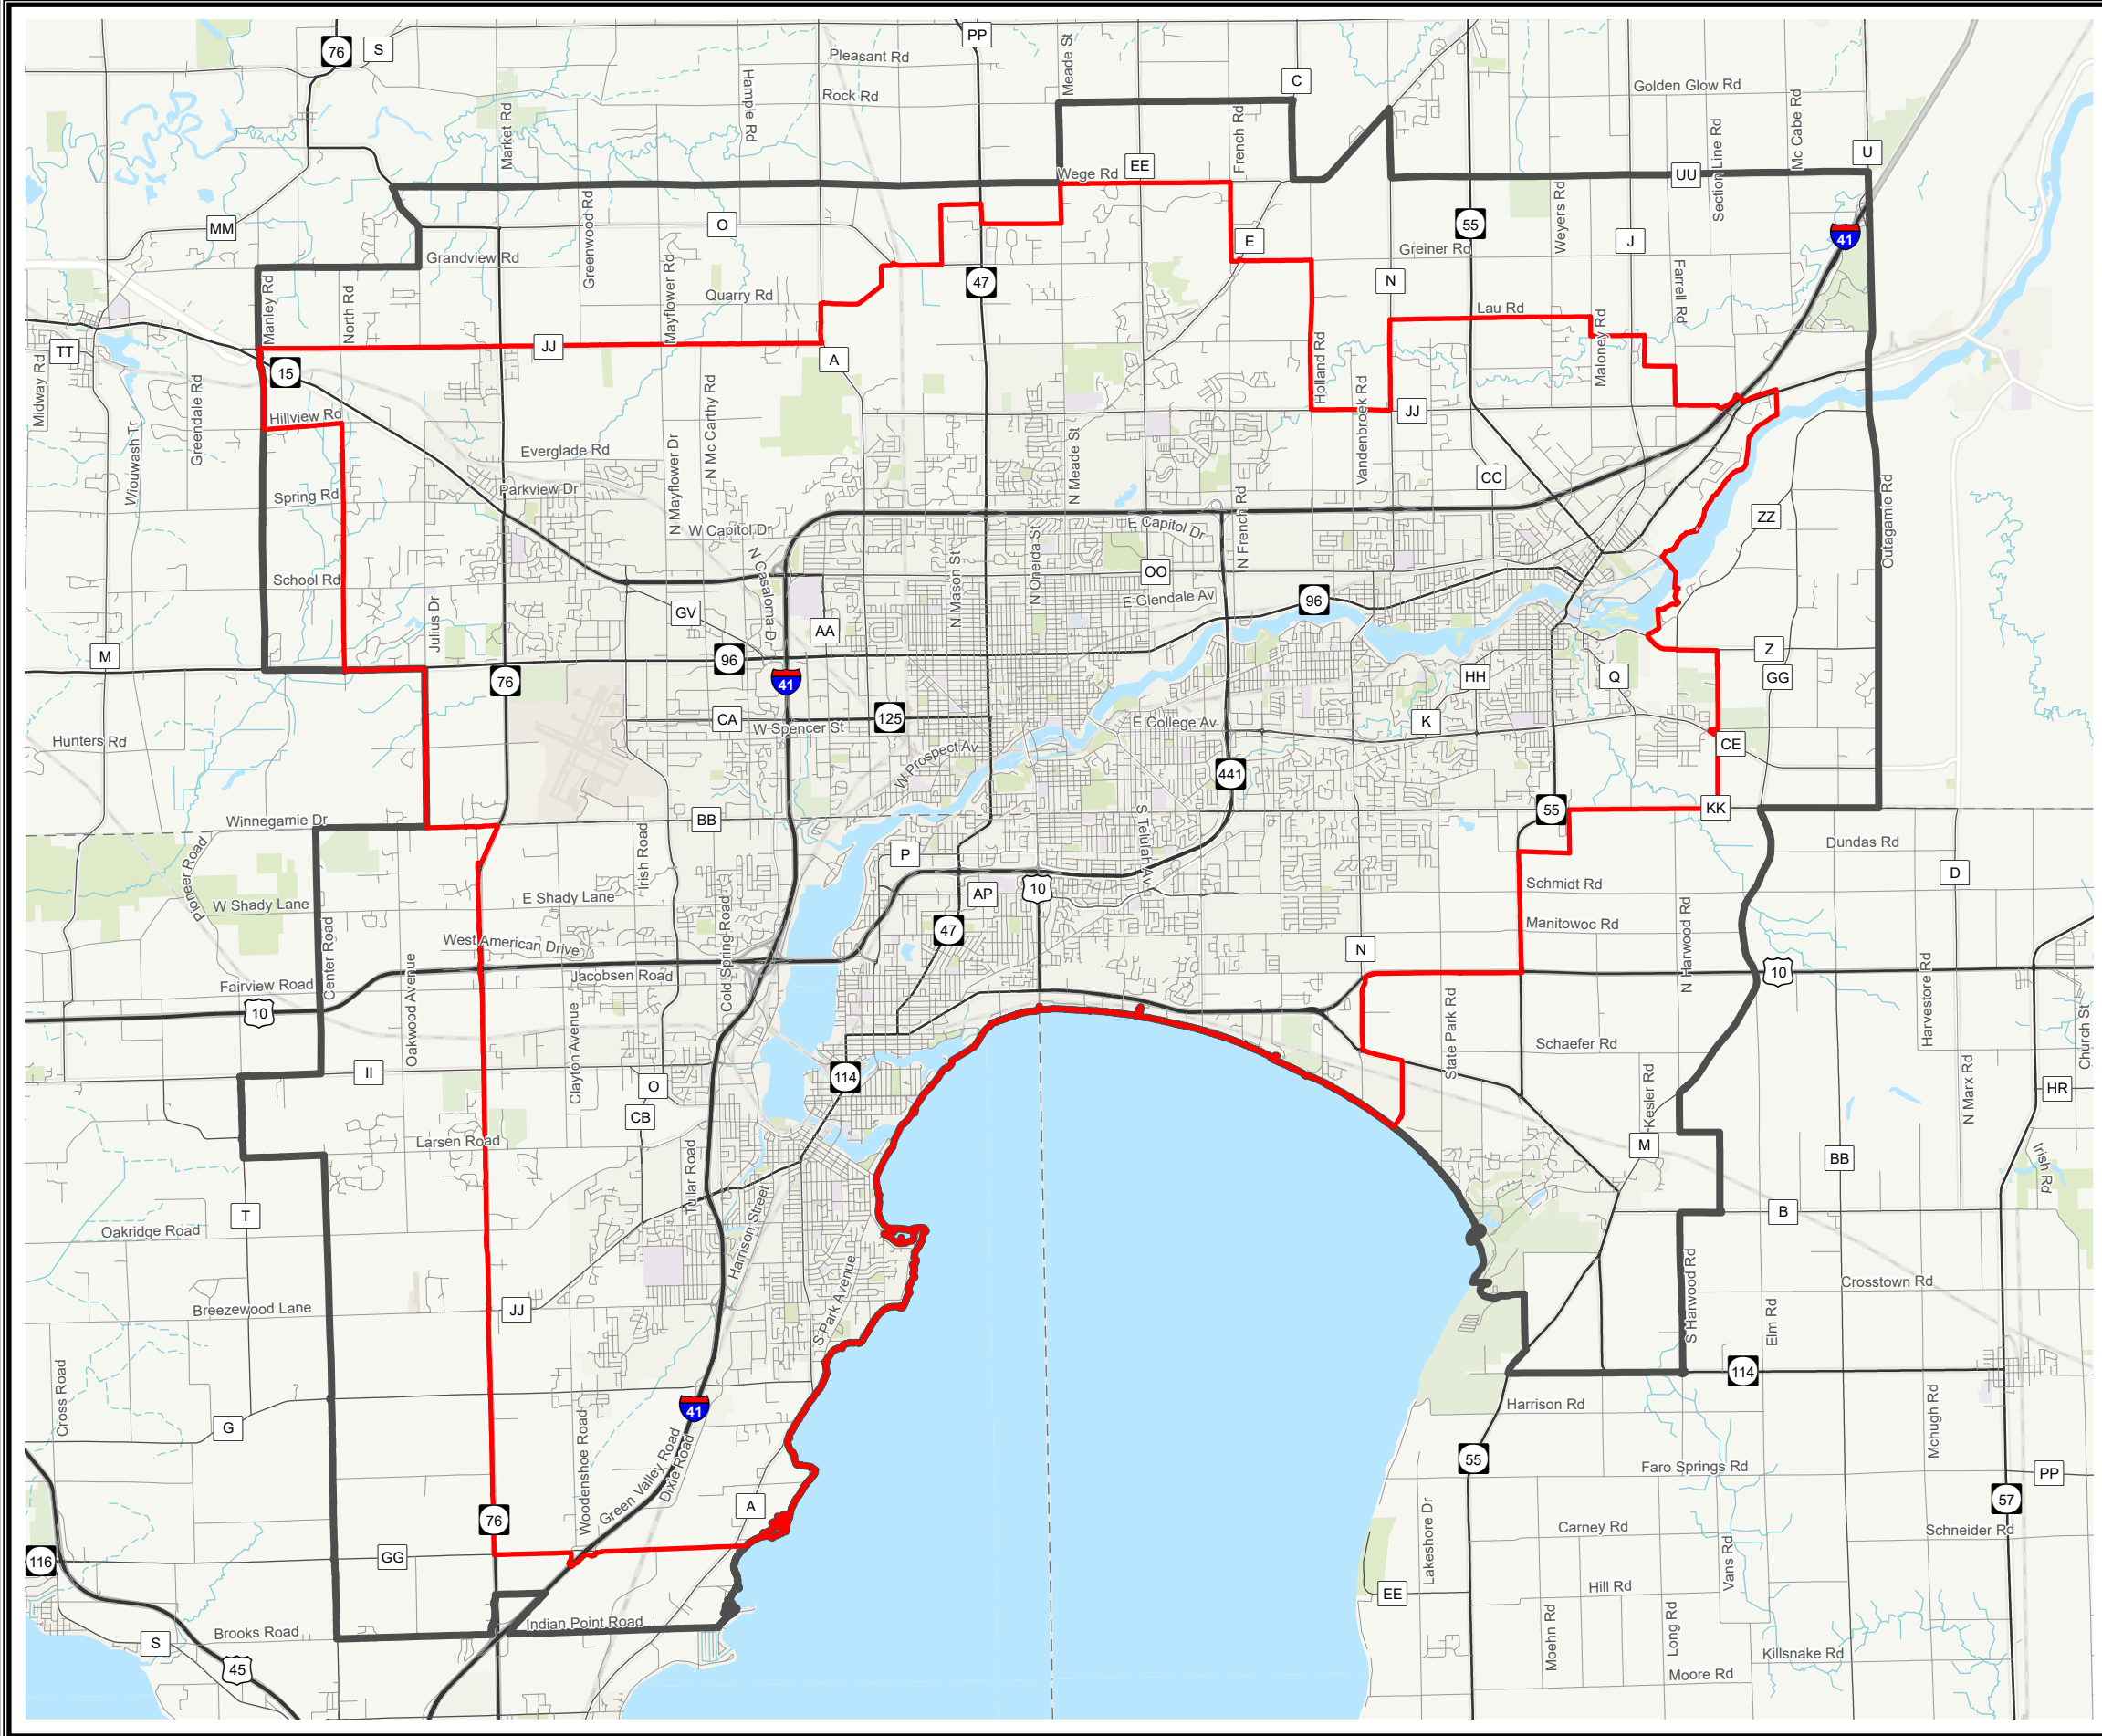 76
S
PP
Pleasant Rd
Meade St
C
Golden Glow Rd
Rock Rd
Hample Rd
Market Rd
French Rd
Section Line Rd
Mc Cabe Rd
U
EE
Wege Rd
UU
MM
O
Greenwood Rd
55
Weyers Rd
J
41
E
Greiner Rd
Grandview Rd
Mayflower Rd
47
N
Farrell Rd
Manley Rd
North Rd
Quarry Rd
Lau Rd
Maloney Rd
TT
JJ
A
Holland Rd
Midway Rd
15
Greendale Rd
N Mc Carthy Rd
Vandenbroek Rd
JJ
Hillview Rd
Wiouwash Tr
Everglade Rd
N Mayflower Dr
N Meade St
CC
Parkview Dr
Spring Rd
ZZ
Outagamie Rd
W Capitol Dr
E Capitol Dr
N French Rd
N Casaloma Dr
N Mason St
N Oneida St
School Rd
OO
E Glendale Av
96
GV
Julius Dr
AA
M
96
Z
76
41
HH
Q
GG
CA
125
K
E College Av
W Spencer St
Hunters Rd
W Prospect Av
CE
441
55
KK
Winnegamie Dr
BB
S Telulah Av
Pioneer Road
Irish Road
P
Dundas Rd
D
10
AP
Schmidt Rd
E Shady Lane
W Shady Lane
Cold Spring Road
47
Manitowoc Rd
N Harwood Rd
West American Drive
Center Road
N
Jacobsen Road
10
Fairview Road
Oakwood Avenue
10
State Park Rd
Harvestore Rd
Church St
Clayton Avenue
Schaefer Rd
II
O
114
Kesler Rd
N Marx Rd
HR
CB
Larsen Road
M
BB
Irish Rd
Tullar Road
T
B
Oakridge Road
Harrison Street
Crosstown Rd
Breezewood Lane
JJ
S Park Avenue
S Harwood Rd
Elm Rd
Cross Road
114
41
G
Harrison Rd
Mchugh Rd
Woodenshoe Road
Green Valley Road
Dixie Road
55
Faro Springs Rd
PP
A
76
57
Lakeshore Dr
Carney Rd
Schneider Rd
116
GG
Vans Rd
EE
Hill Rd
Indian Point Road
Brooks Road
S
Moehn Rd
Long Rd
Killsnake Rd
45
Moore Rd